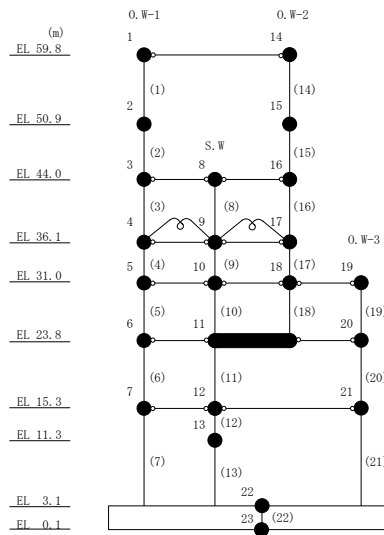 O.W-1 O.W-2
(m) 1 14
EL 59.8
(1) (14)
2 15
EL 50.9
(2) S.W (15)
3 8 16
EL 44.0
(3) (8) (16)
4 9 17
EL 36.1 O.W-3
5 (4) 10 (9) 18 (17) 19
EL 31.0
(5) (10) (18) (19)
6 11 20
EL 23.8
(6) (11) (20)
7 12 21
EL 15.3
13 (12)
EL 11.3
(7) (13) (21)
22
EL 3.1
23 (22)
EL 0.1